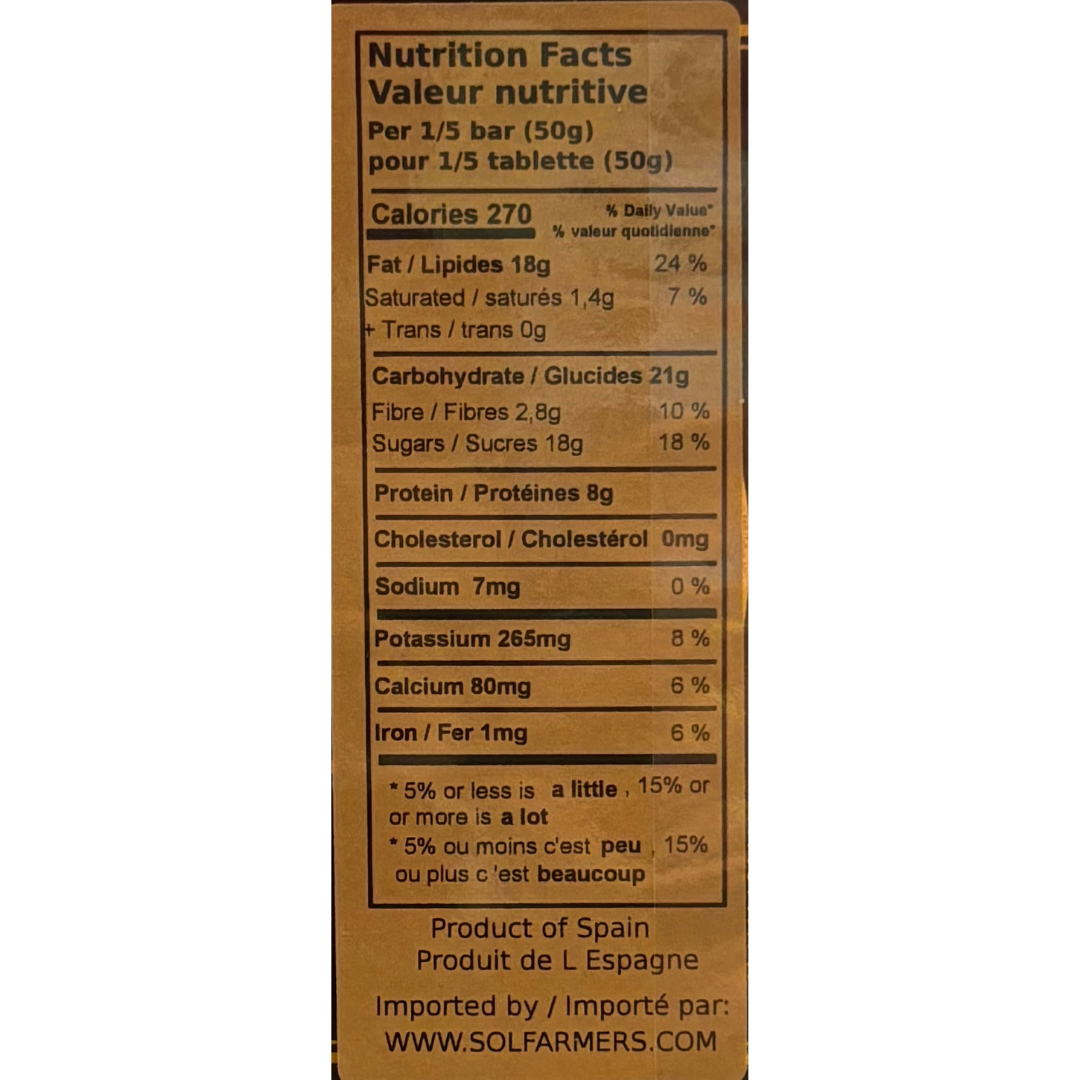 Nutrition Facts
Valeur nutritive
Per 1/5 bar (50g)
pour 1/5 tablette (50g)
Calories 270 % Daily Value*
% valeur quotidienne*
Fat / Lipides 18g 24 %
Saturated / saturés 1,4g 7 %
+ Trans / trans 0g
Carbohydrate / Glucides 21g
Fibre / Fibres 2,8g 10 %
Sugars / Sucres 18g 18 %
Protein / Protéines 8g
Cholesterol / Cholestérol 0mg
Sodium 7mg 0 %
Potassium 265mg 8 %
Calcium 80mg 6 %
Iron / Fer 1mg 6 %
* 5% or less is a little , 15% or
or more is a lot
* 5% ou moins c'est peu , 15%
ou plus c 'est beaucoup
Product of Spain
Produit de L Espagne
Imported by / Importé par:
WWW.SOLFARMERS.COM